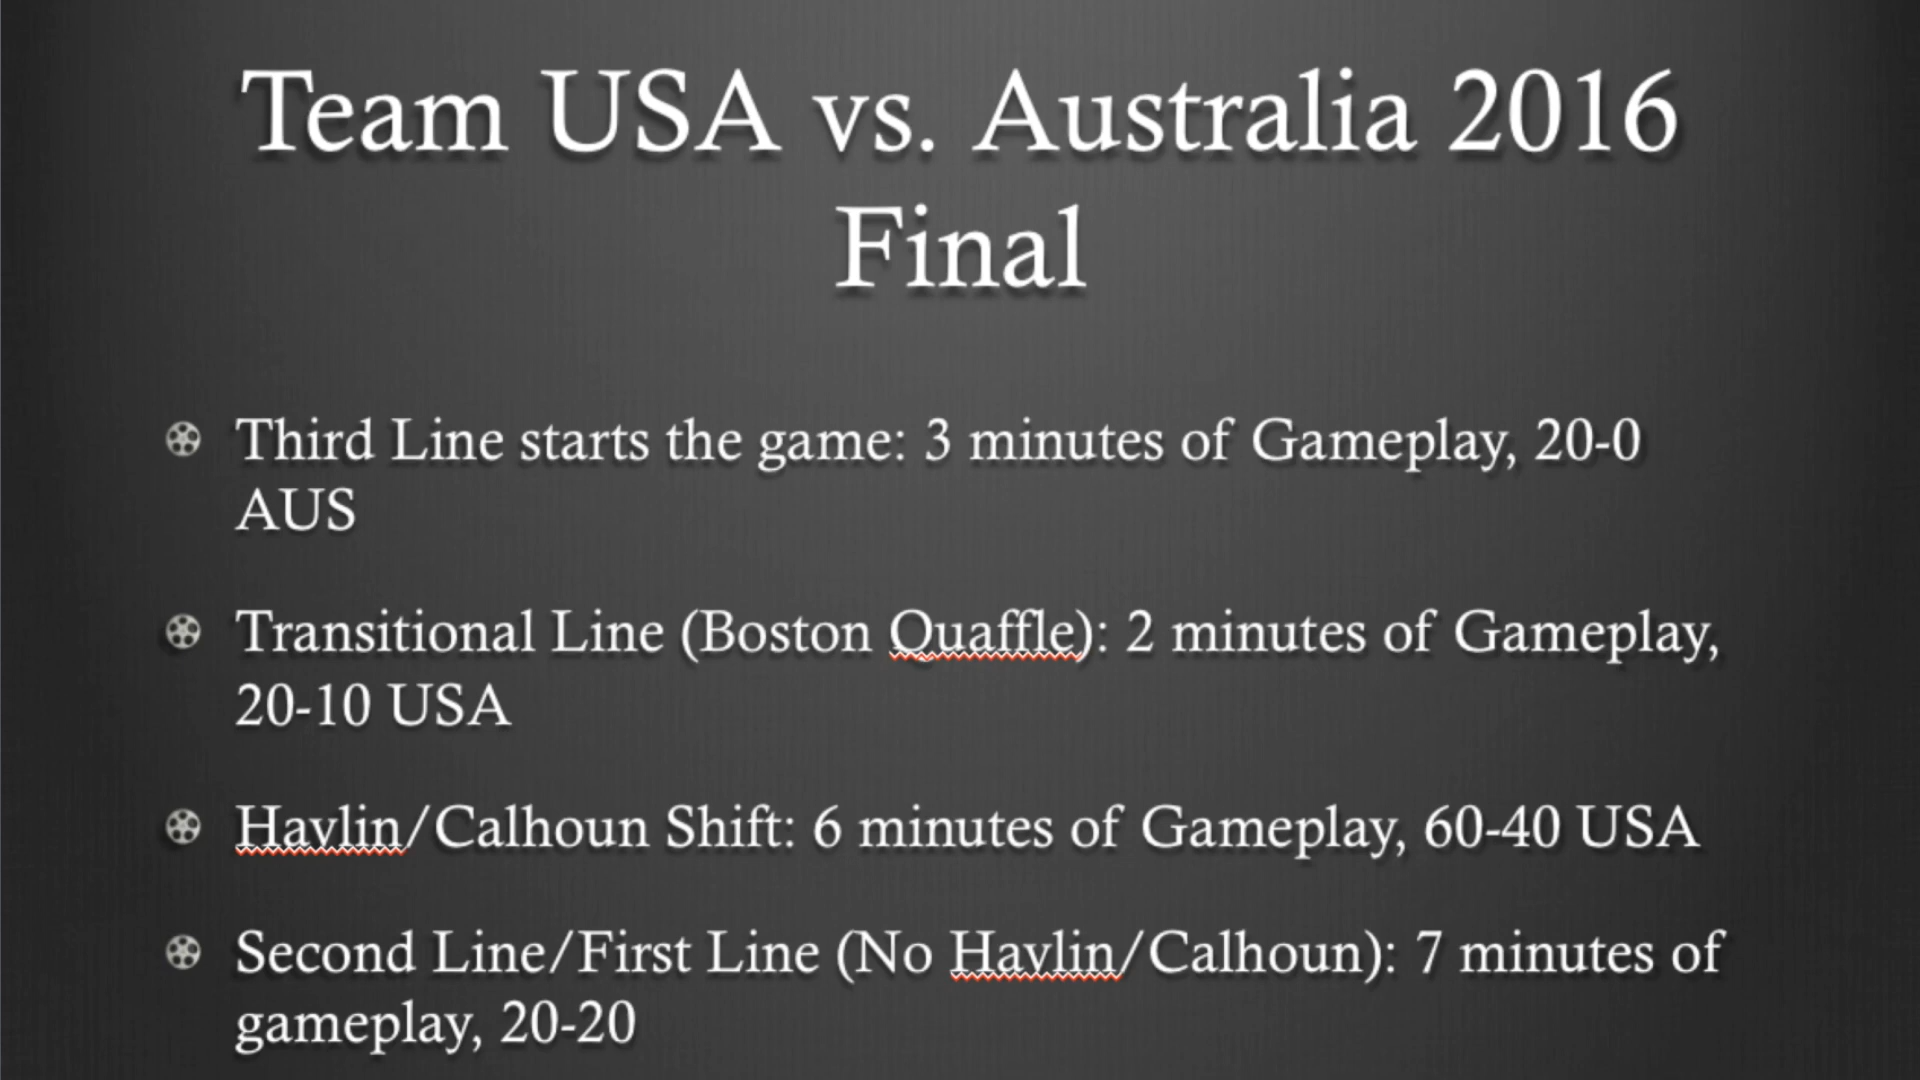 Team USA vs. Australia 2016
Final
Third Line starts the game: 3 minutes of Gameplay, 20-0
AUS
Transitional Line (Boston Quaffle): 2 minutes of Gameplay,
20-10 USA
Havlin/Calhoun Shift: 6 minutes of Gameplay, 60-40 USA
Second Line/First Line (No Havlin/Calhoun): 7 minutes of
gameplay, 20-20